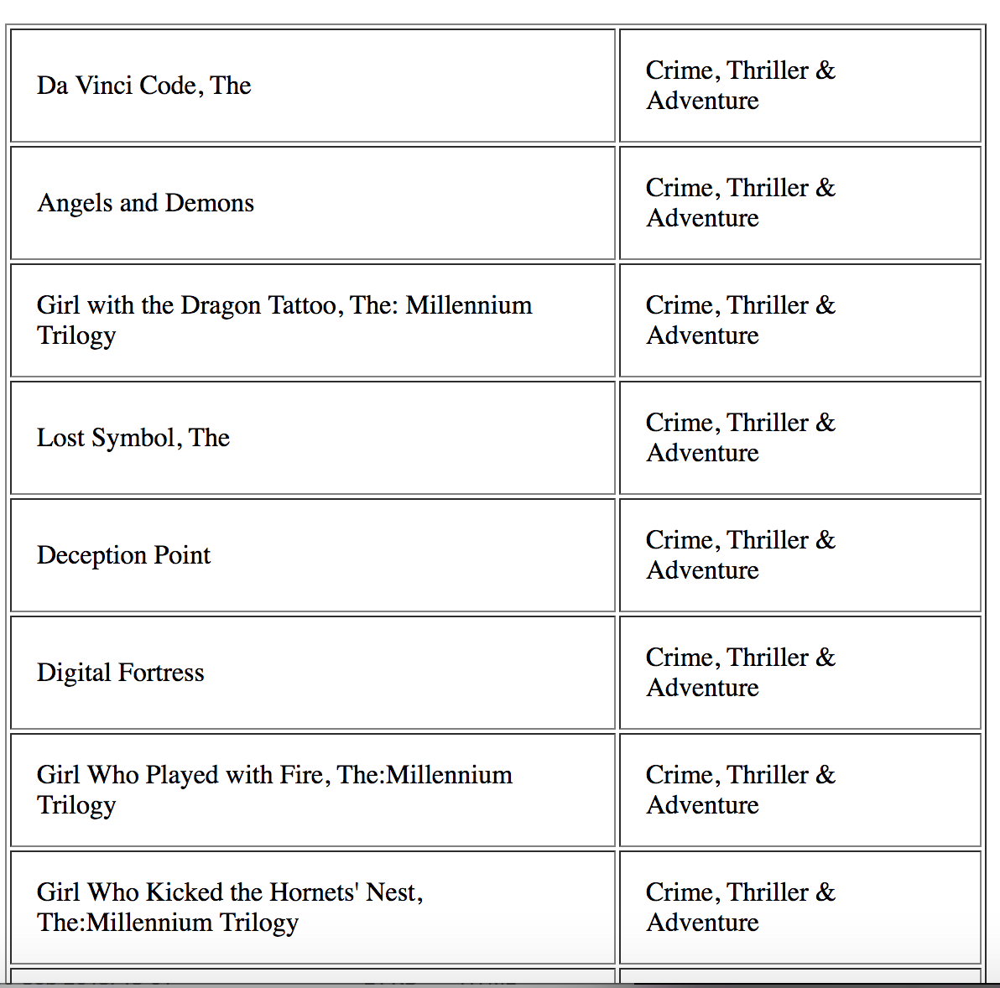 Da Vinci Code, The
Crime, Thriller &
Adventure
Angels and Demons
Crime, Thriller &
Adventure
Girl with the Dragon Tattoo, The: Millennium
Trilogy
Crime, Thriller &
Adventure
Lost Symbol, The
Crime, Thriller &
Adventure
Deception Point
Crime, Thriller &
Adventure
Digital Fortress
Crime, Thriller &
Adventure
Girl Who Played with Fire, The:Millennium
Trilogy
Crime, Thriller &
Adventure
Girl Who Kicked the Hornets' Nest,
The:Millennium Trilogy
Crime, Thriller &
Adventure